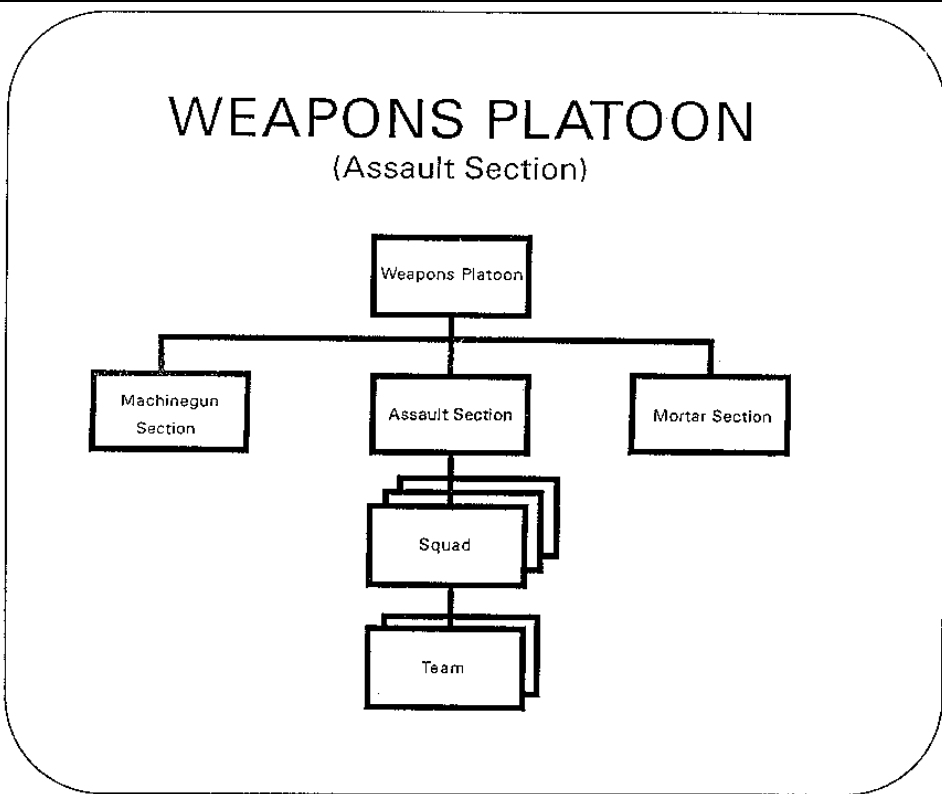 WEAPONS PLATOON
(Assault Section)
Weapons Platoon
Machinegun
Section
Assault Section
Mortar Section
Squad
Team